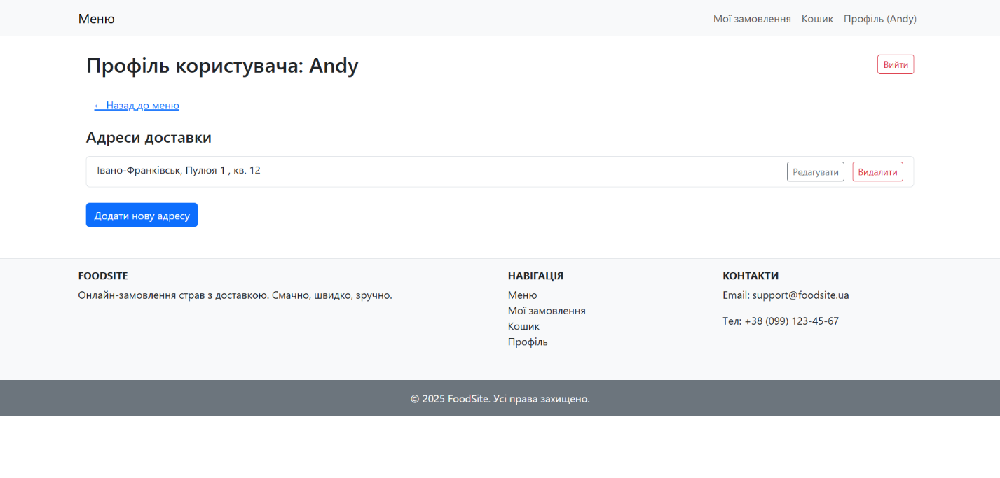 Меню Мої замовлення Кошик Профіль (Andy)
Профіль користувача: Andy Вийти
← Назад до меню
Адреси доставки
Івано-Франківськ, Пулюя 1 , кв. 12 Редагувати Видалити
Додати нову адресу
FOODSITE
Онлайн-замовлення страв з доставкою. Смачно, швидко, зручно.
НАВІГАЦІЯ
Меню
Мої замовлення
Кошик
Профіль
КОНТАКТИ
Email: support@foodsite.ua
Тел: +38 (099) 123-45-67
© 2025 FoodSite. Усі права захищено.